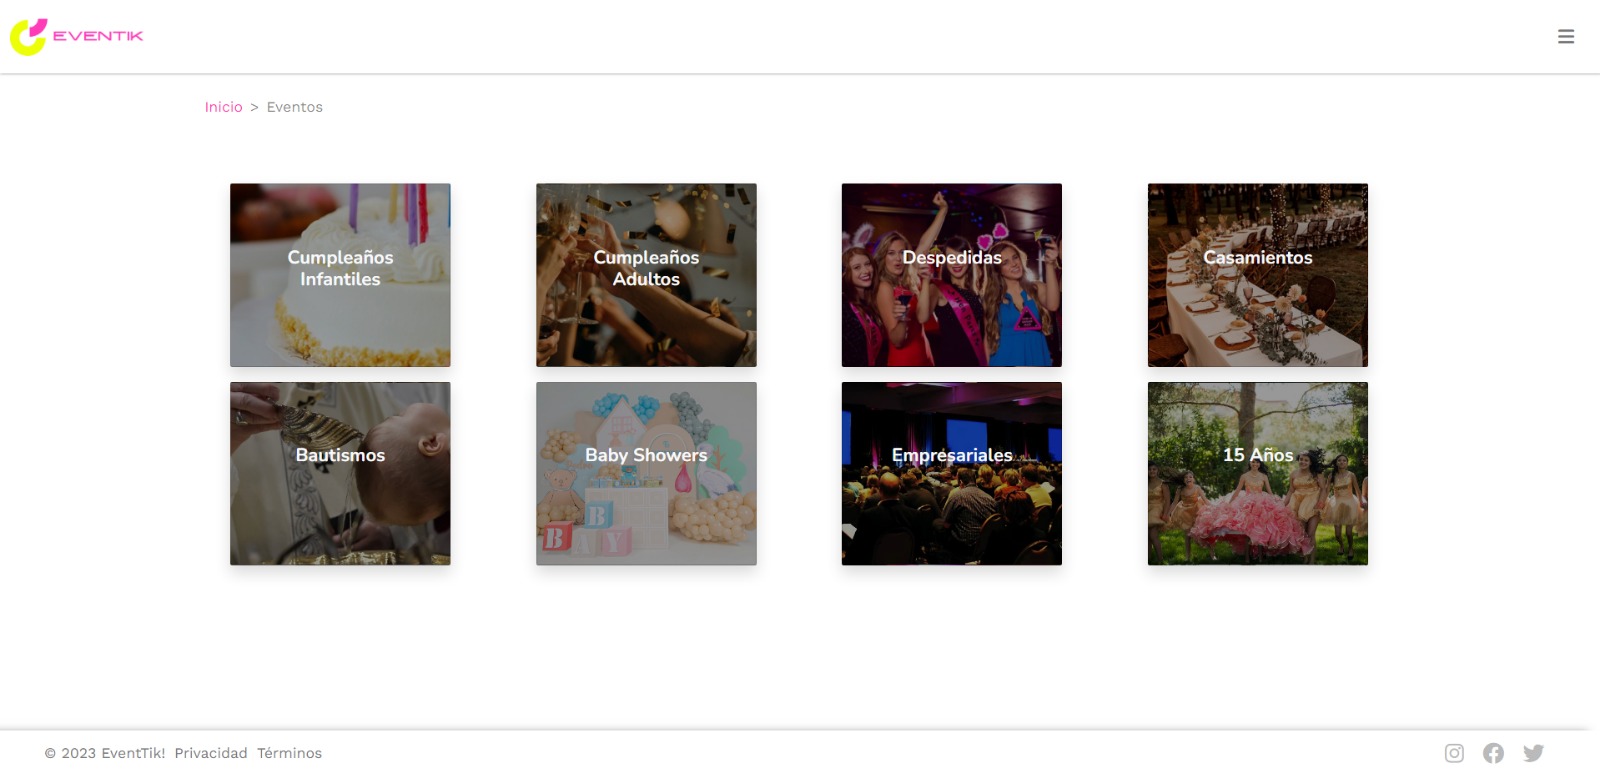 EVENTIK
Inicio > Eventos
Cumpleaños
Infantiles
Cumpleaños
Adultos
Despedidas
Casamientos
Bautismos
Baby Showers
B
B A Y
Empresariales
15 Años
© 2023 EventTik! Privacidad Términos